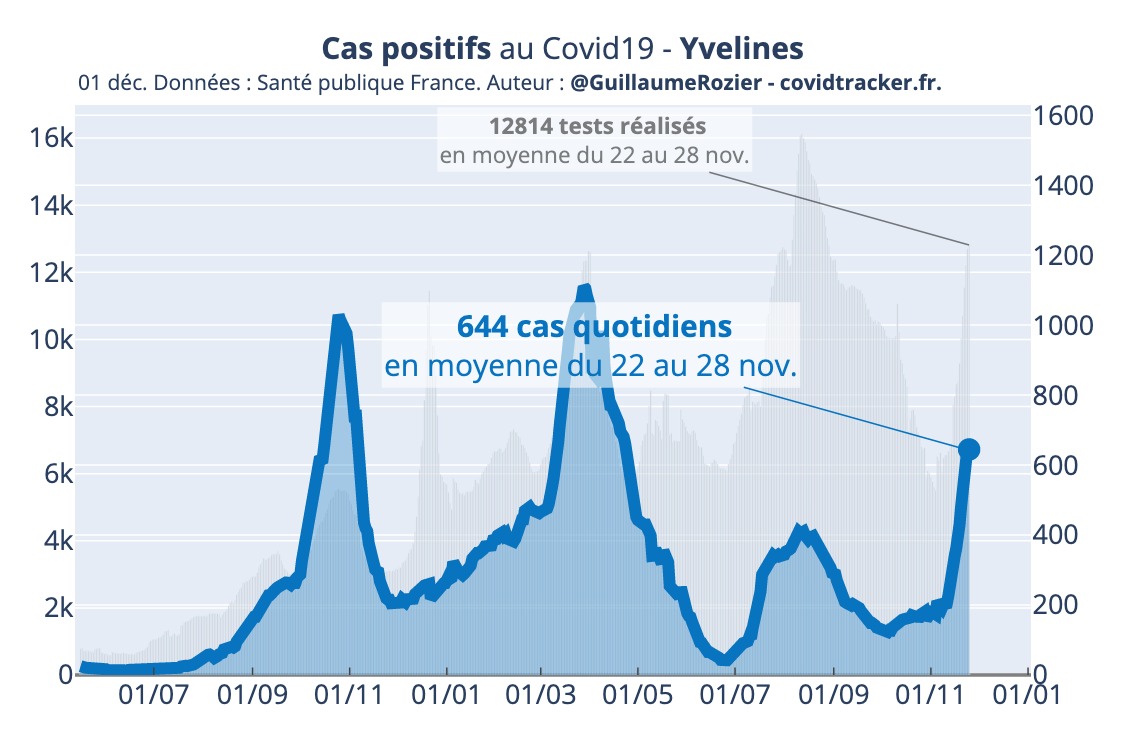 Cas positifs au Covid19 - Yvelines
01 déc. Données : Santé publique France. Auteur : @GuillaumeRozier - covidtracker.fr.
12814 tests réalisés
en moyenne du 22 au 28 nov.
644 cas quotidiens
en moyenne du 22 au 28 nov.
16k
14k
12k
10k
8k
6k
4k
2k
0
1600
1400
1200
1000
800
600
400
200
0
01/07 01/09 01/11 01/01 01/03 01/05 01/07 01/09 01/11 01/01